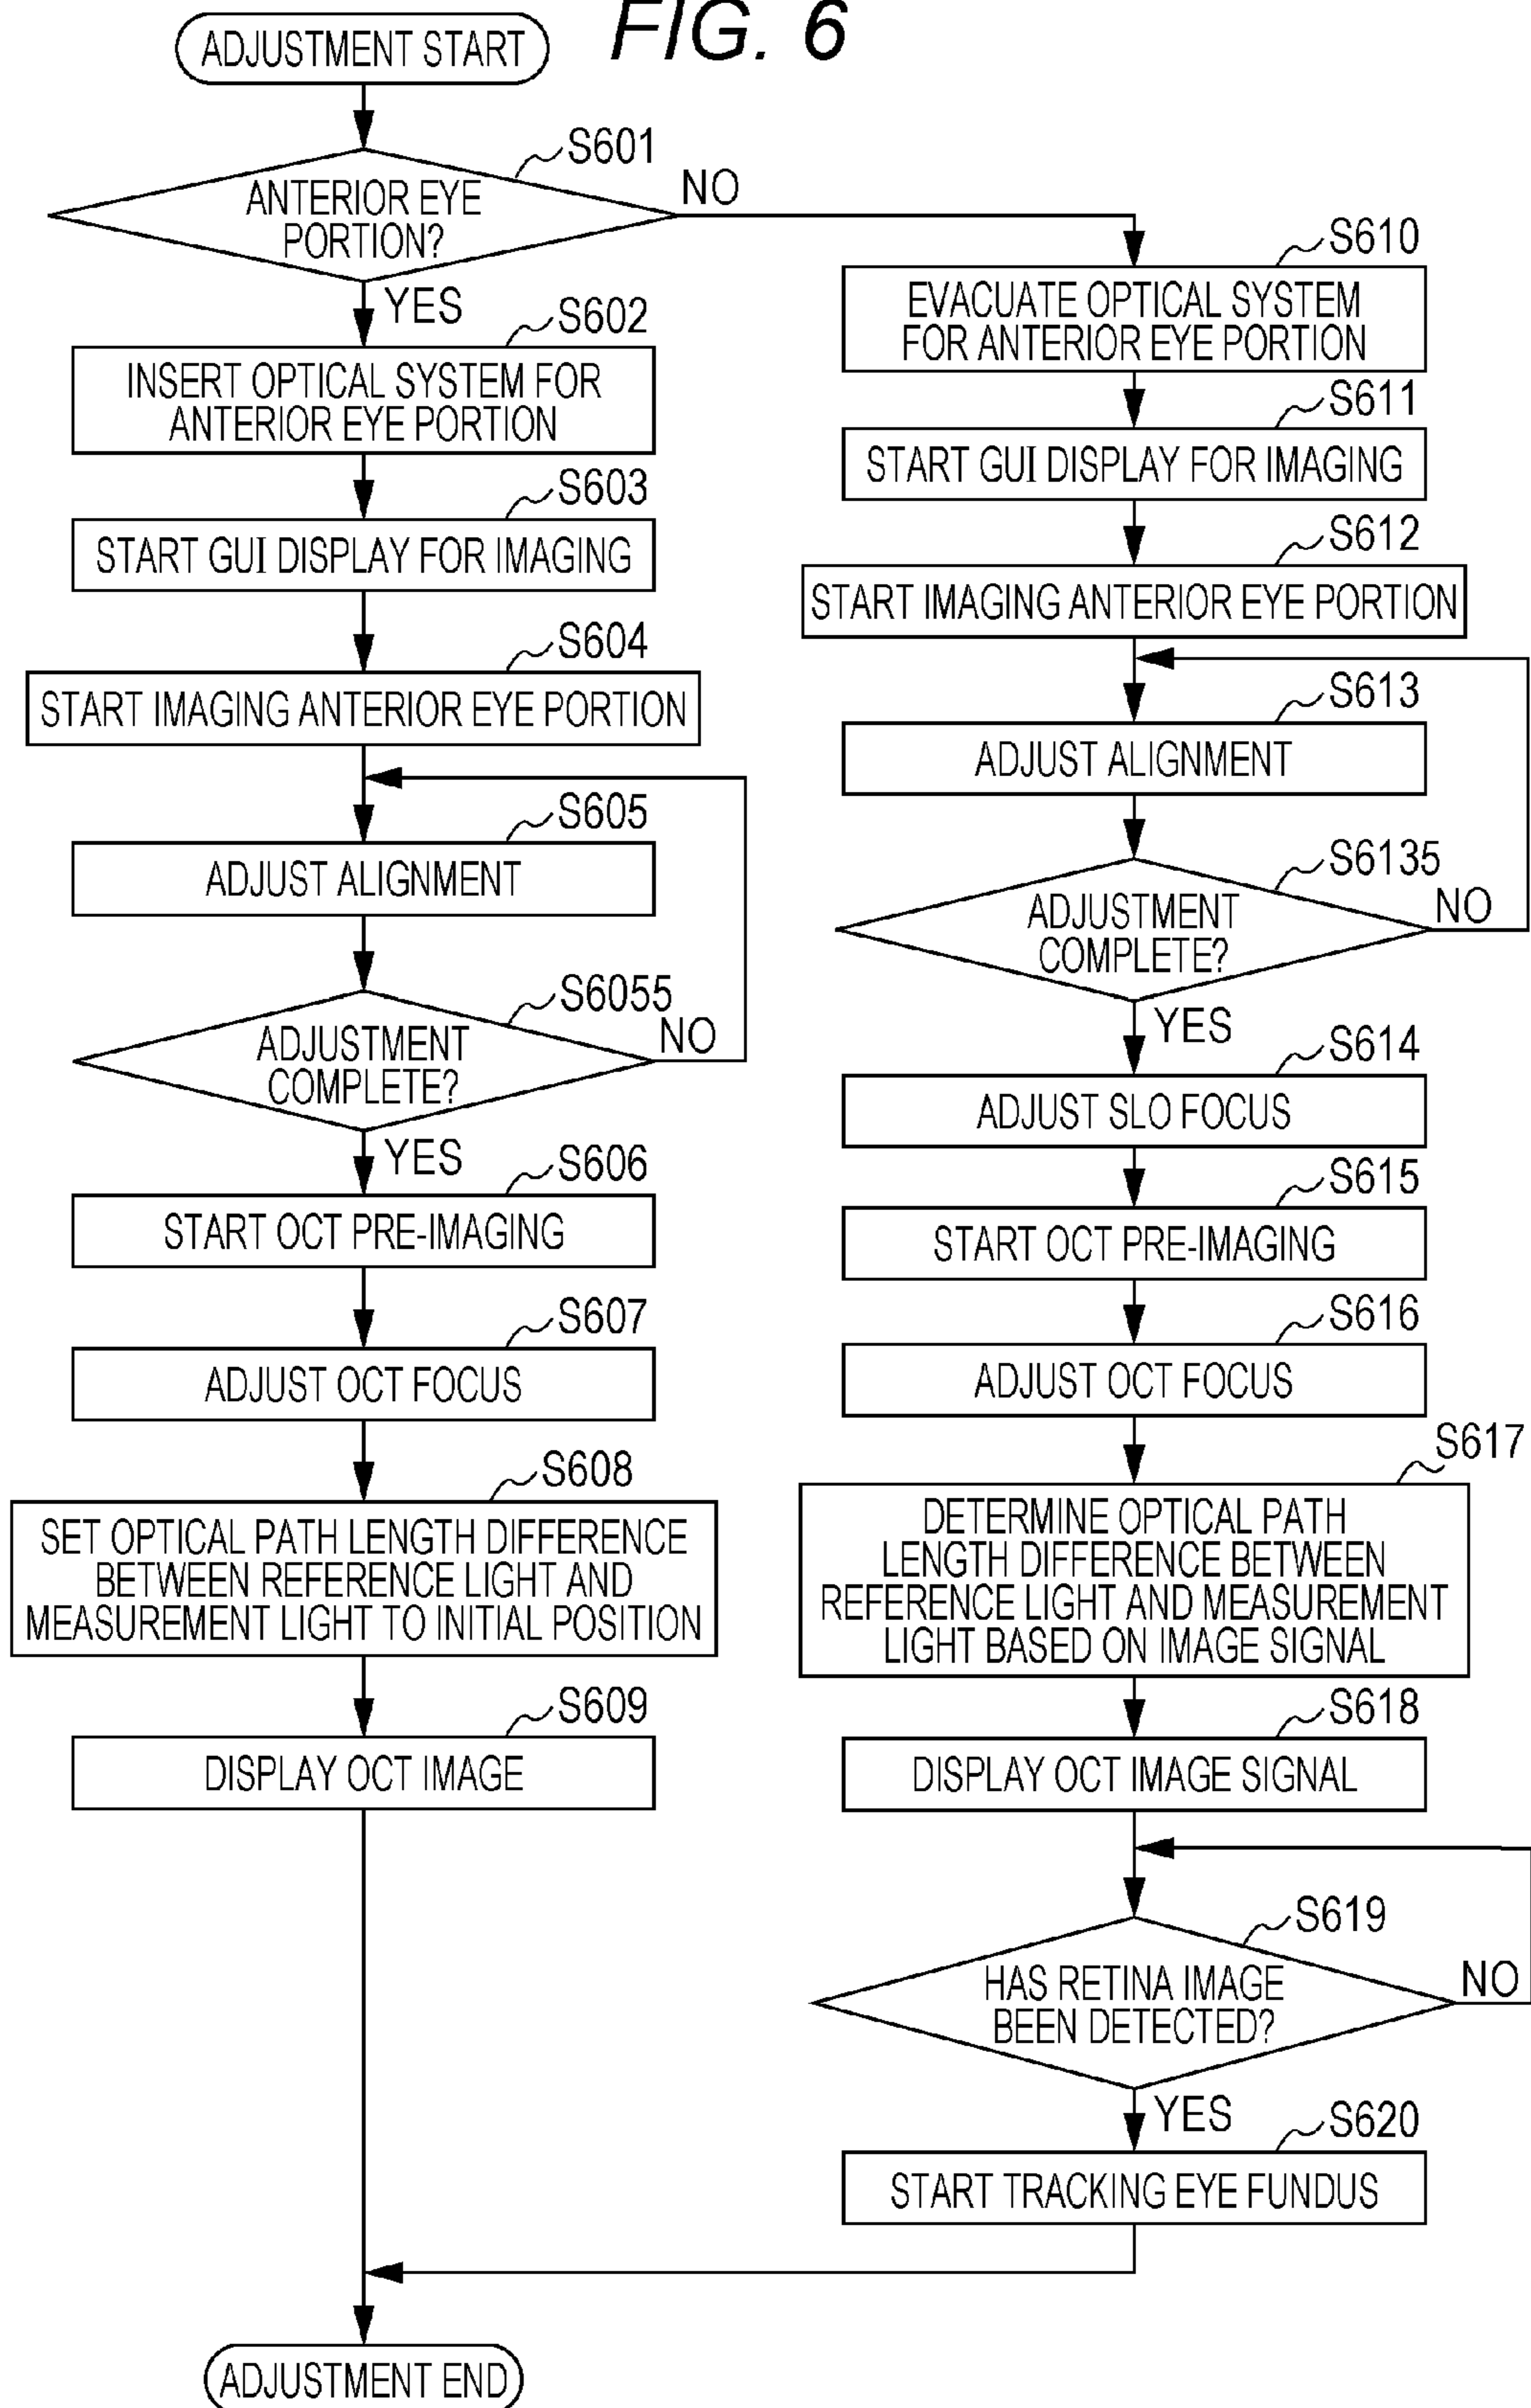 FIG. 6
ADJUSTMENT START
S601
ANTERIOR EYE
PORTION?
NO
YES
S602
INSERT OPTICAL SYSTEM FOR
ANTERIOR EYE PORTION
S603
START GUI DISPLAY FOR IMAGING
S604
START IMAGING ANTERIOR EYE PORTION
S605
ADJUST ALIGNMENT
S6055
ADJUSTMENT
COMPLETE?
NO
YES
S606
START OCT PRE-IMAGING
S607
ADJUST OCT FOCUS
S608
SET OPTICAL PATH LENGTH DIFFERENCE
BETWEEN REFERENCE LIGHT AND
MEASUREMENT LIGHT TO INITIAL POSITION
S609
DISPLAY OCT IMAGE
S610
EVACUATE OPTICAL SYSTEM
FOR ANTERIOR EYE PORTION
S611
START GUI DISPLAY FOR IMAGING
S612
START IMAGING ANTERIOR EYE PORTION
S613
ADJUST ALIGNMENT
S6135
ADJUSTMENT
COMPLETE?
NO
YES
S614
ADJUST SLO FOCUS
S615
START OCT PRE-IMAGING
S616
ADJUST OCT FOCUS
S617
DETERMINE OPTICAL PATH
LENGTH DIFFERENCE BETWEEN
REFERENCE LIGHT AND MEASUREMENT
LIGHT BASED ON IMAGE SIGNAL
S618
DISPLAY OCT IMAGE SIGNAL
S619
HAS RETINA IMAGE
BEEN DETECTED?
NO
YES
S620
START TRACKING EYE FUNDUS
ADJUSTMENT END